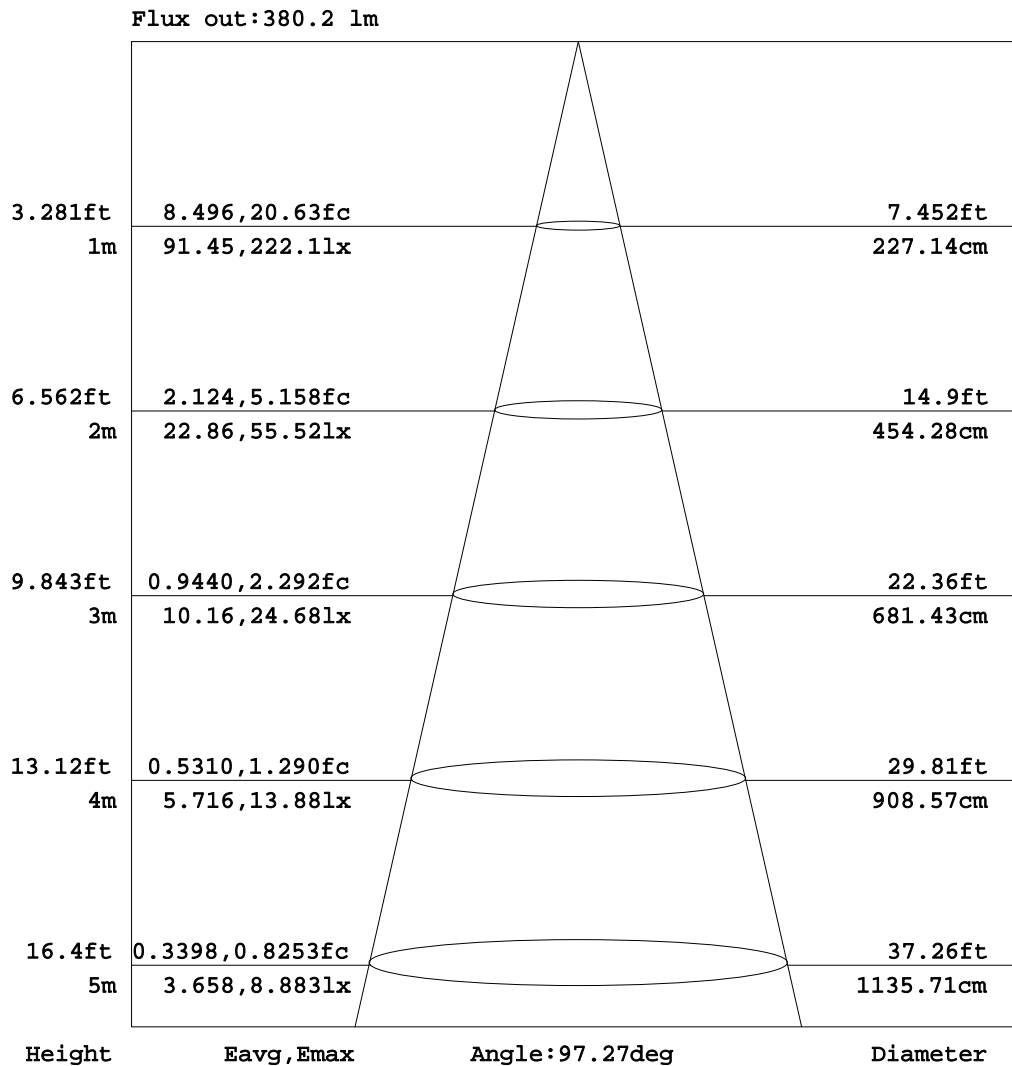 Flux out:380.2 lm
3.281ft 8.496,20.63fc 7.452ft
1m 91.45,222.1lx 227.14cm
6.562ft 2.124,5.158fc 14.9ft
2m 22.86,55.52lx 454.28cm
9.843ft 0.9440,2.292fc 22.36ft
3m 10.16,24.68lx 681.43cm
13.12ft 0.5310,1.290fc 29.81ft
4m 5.716,13.88lx 908.57cm
16.4ft 0.3398,0.8253fc 37.26ft
5m 3.658,8.883lx 1135.71cm
Height Eavg,Emax Angle:97.27deg Diameter